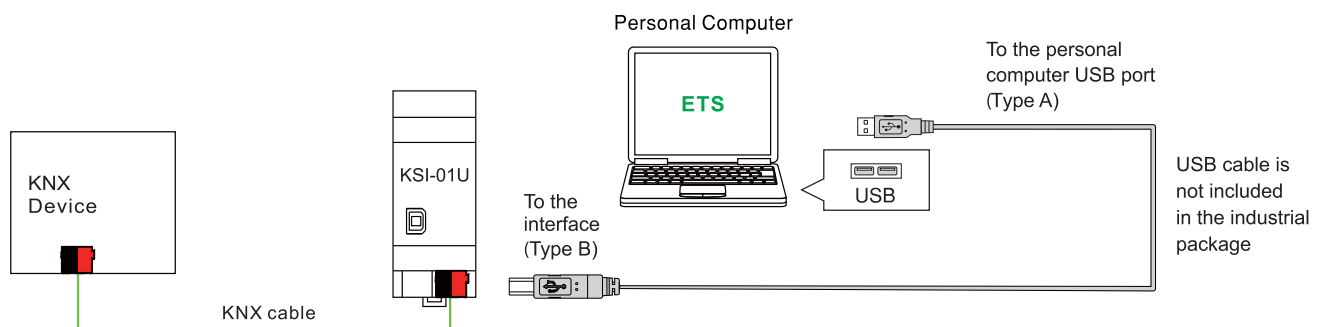 Personal Computer
ETS
To the personal
computer USB port
(Type A)
KNX
Device
KSI-01U
USB
To the
interface
(Type B)
USB cable is
not included
in the industrial
package
KNX cable